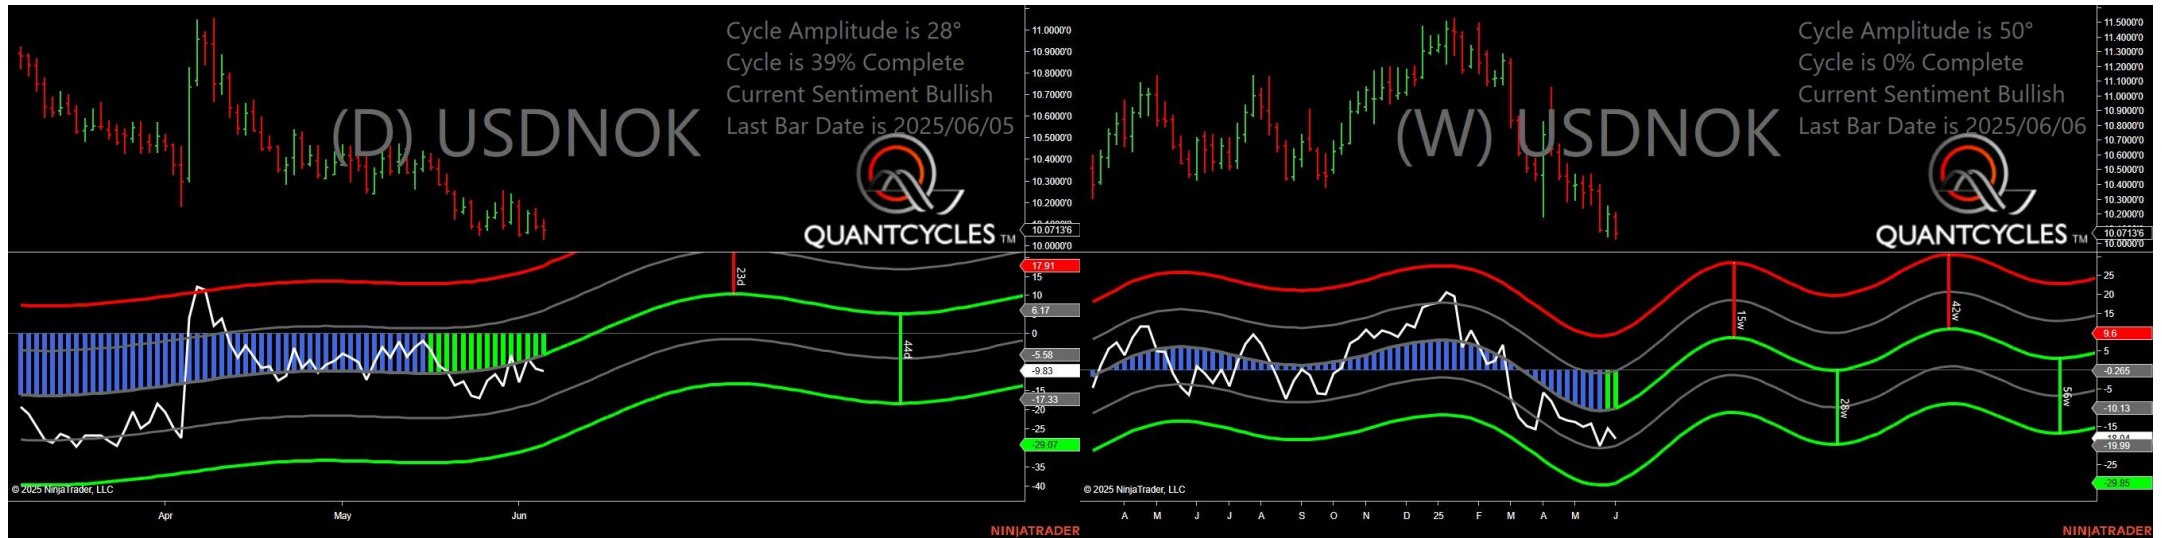 Cycle Amplitude is 28°
Cycle is 39% Complete
Current Sentiment Bullish
Last Bar Date is 2025/06/05
(D) USDNOK
QUANTCYCLES TM
11.0000'0
10.9000'0
10.8000'0
10.7000'0
10.6000'0
10.5000'0
10.4000'0
10.3000'0
10.2000'0
10.0713'6
10.0000'0
17.91
15
10
6.17
0
-5.58
-9.83
-15
-17.33
-20
-25
-29.07
-35
-40
23d
44d
© 2025 NinjaTrader, LLC
Apr
May
Jun
NINJATRADER
Cycle Amplitude is 50°
Cycle is 0% Complete
Current Sentiment Bullish
Last Bar Date is 2025/06/06
(W) USDNOK
QUANTCYCLES TM
11.5000'0
11.4000'0
11.3000'0
11.2000'0
11.1000'0
11.0000'0
10.9000'0
10.8000'0
10.7000'0
10.6000'0
10.5000'0
10.4000'0
10.3000'0
10.2000'0
10.0713'6
10.0000'0
25
20
15
9.6
5
-0.265
-5
-10.13
-15
-19.99
-25
-29.85
15w
28w
42w
56w
© 2025 NinjaTrader, LLC
A M J J A S O N D 25 F M A M J
NINJATRADER